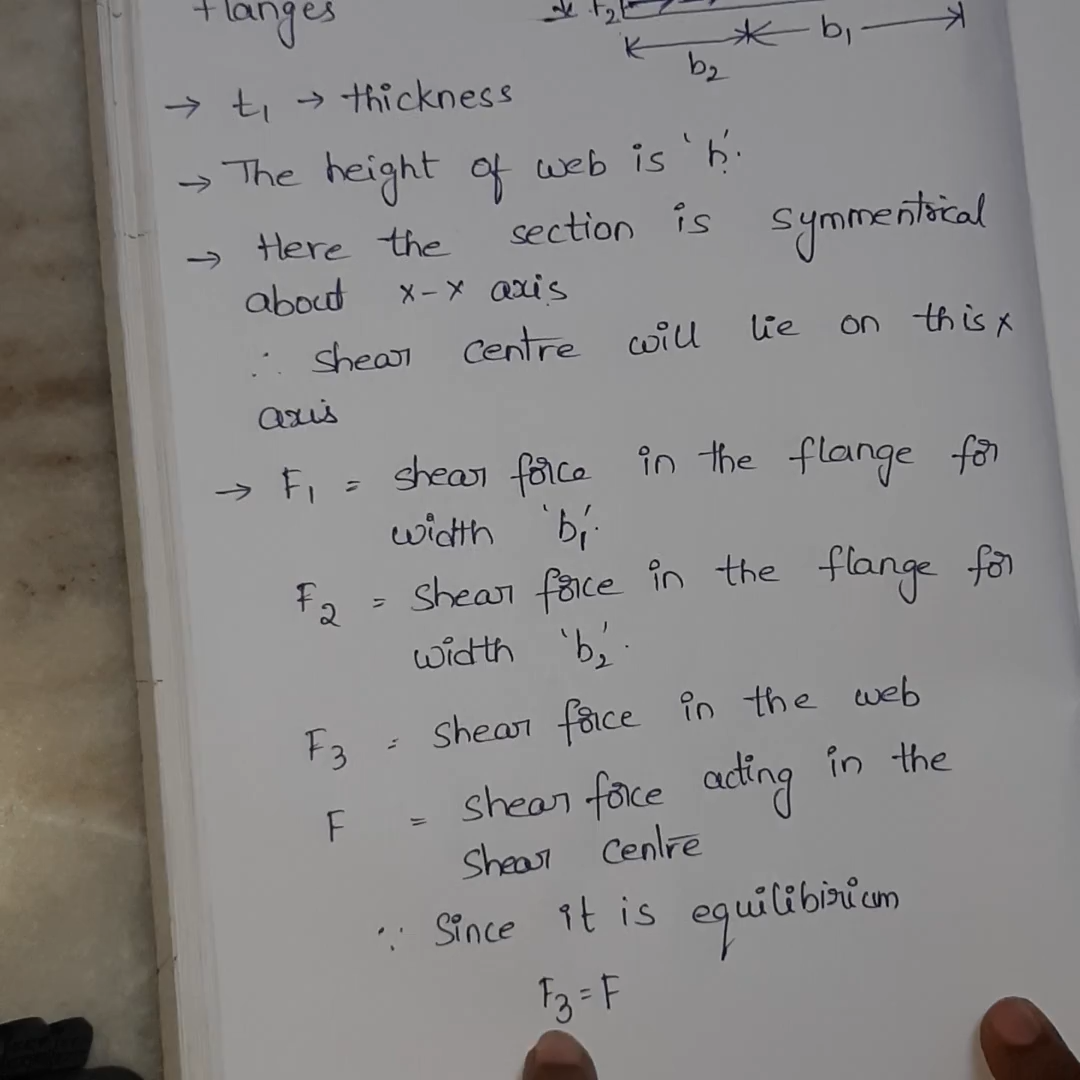 flanges
F2
b1
b2
→ t1 → thickness
→ The height of web is 'h'.
→ Here the section is symmentrical
about x-x axis
∴ shear centre will lie on this x
axis
→ F1 = shear force in the flange for
width 'b1'.
F2 = shear force in the flange for
width 'b2'.
F3 = shear force in the web
F = shear force acting in the
shear centre
∵ Since it is equilibirium
F3 = F